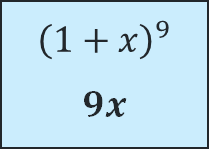 (1 + x)⁹
9x